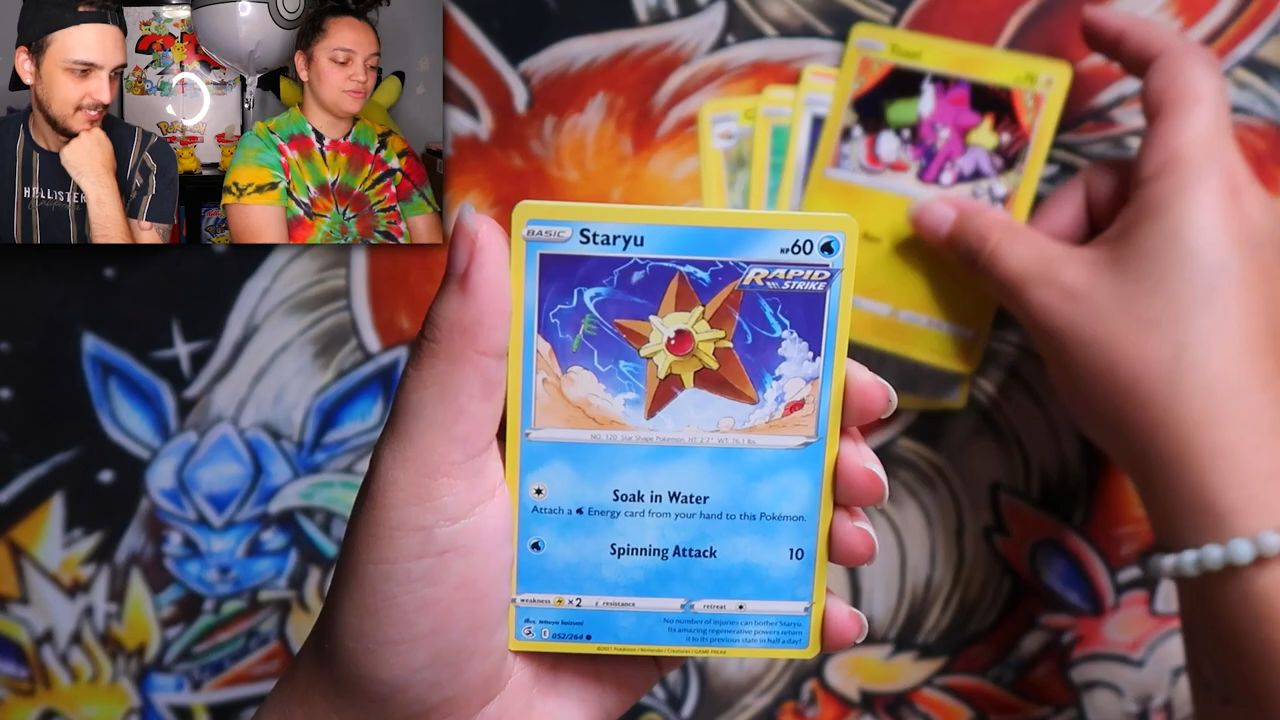 HOLLISTER
California
Pokémon
Toxel
BASIC Staryu HP60
RAPID
STRIKE
NO. 120 Star Shape Pokémon HT: 2'7" WT: 76.1 lbs.
Soak in Water
Attach a Energy card from your hand to this Pokémon.
Spinning Attack 10
weakness ×2 resistance retreat
illus. tetsuya koizumi
052/264
No number of injuries can bother Staryu.
Its amazing regenerative powers return
it to its previous state in half a day!
©2021 Pokémon / Nintendo / Creatures / GAME FREAK